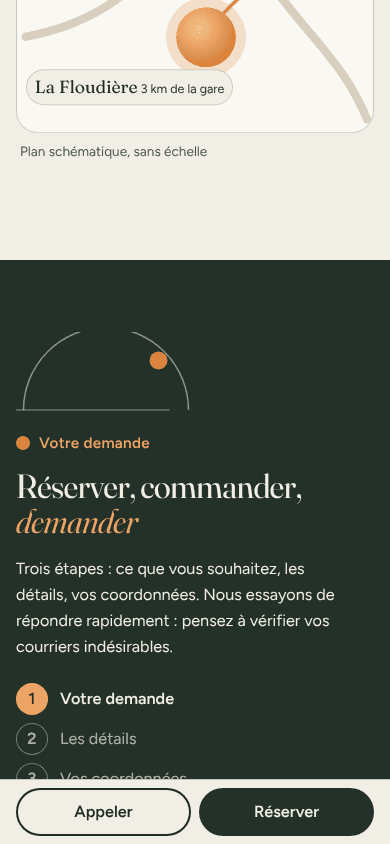 La Floudière 3 km de la gare
Plan schématique, sans échelle
Votre demande
Réserver, commander,
demander
Trois étapes : ce que vous souhaitez, les
détails, vos coordonnées. Nous essayons de
répondre rapidement : pensez à vérifier vos
courriers indésirables.
1 Votre demande
2 Les détails
3 Vos coordonnées
Appeler
Réserver